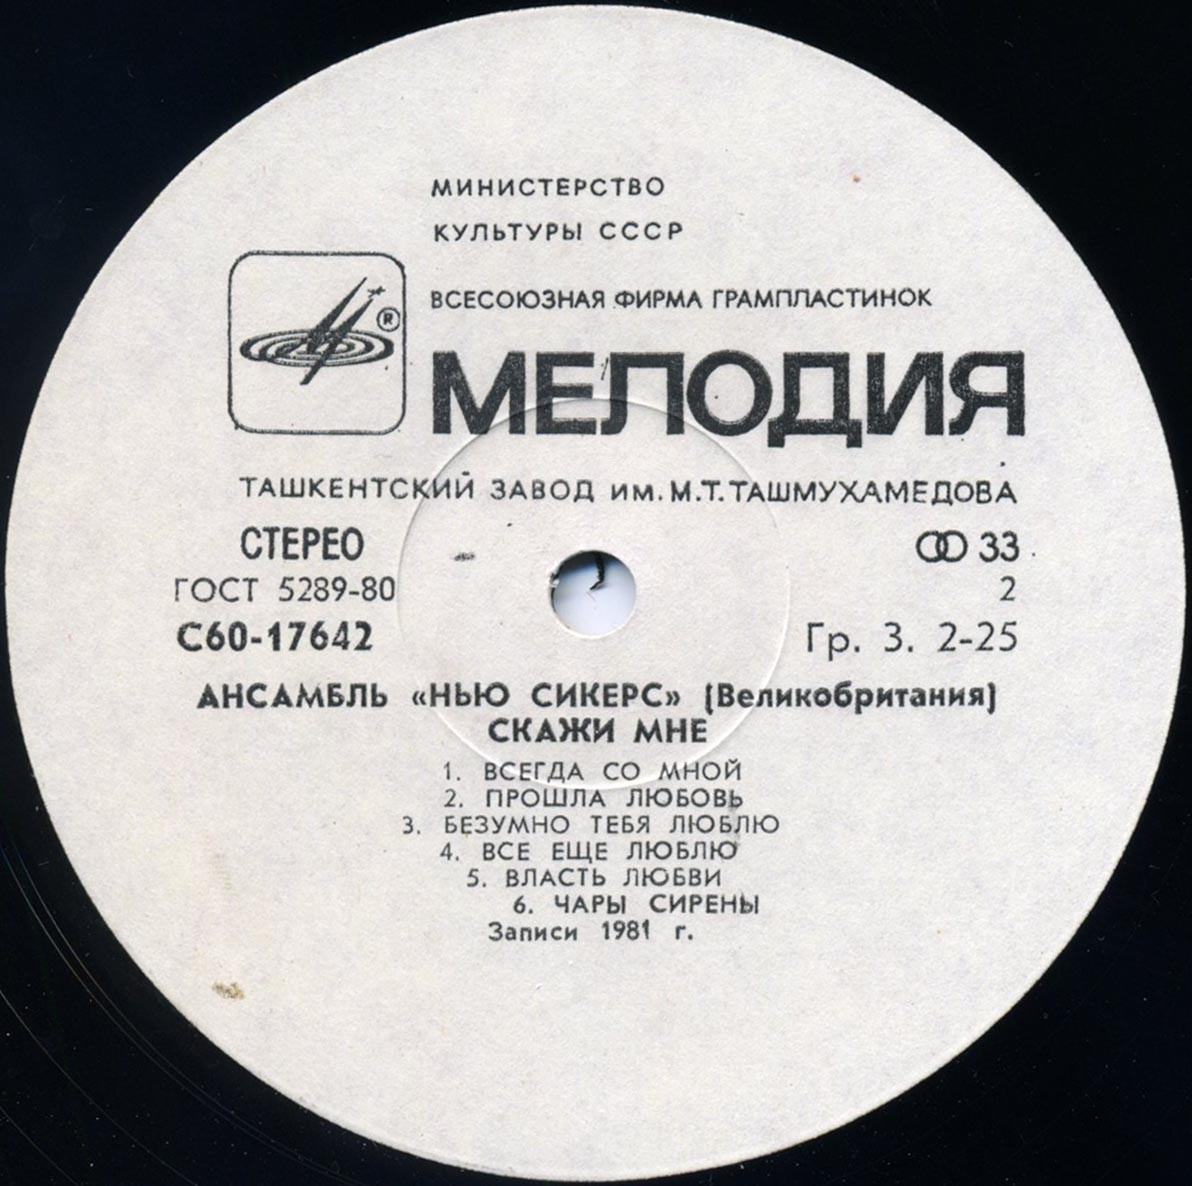 МИНИСТЕРСТВО
КУЛЬТУРЫ СССР
ВСЕСОЮЗНАЯ ФИРМА ГРАМПЛАСТИНОК
®
МЕЛОДИЯ
ТАШКЕНТСКИЙ ЗАВОД ИМ. М.Т. ТАШМУХАМЕДОВА
СТЕРЕО 33
ГОСТ 5289-80 2
С60-17642 Гр. 3. 2-25
АНСАМБЛЬ «НЬЮ СИКЕРС» (Великобритания)
СКАЖИ МНЕ
1. ВСЕГДА СО МНОЙ
2. ПРОШЛА ЛЮБОВЬ
3. БЕЗУМНО ТЕБЯ ЛЮБЛЮ
4. ВСЕ ЕЩЕ ЛЮБЛЮ
5. ВЛАСТЬ ЛЮБВИ
6. ЧАРЫ СИРЕНЫ
Записи 1981 г.